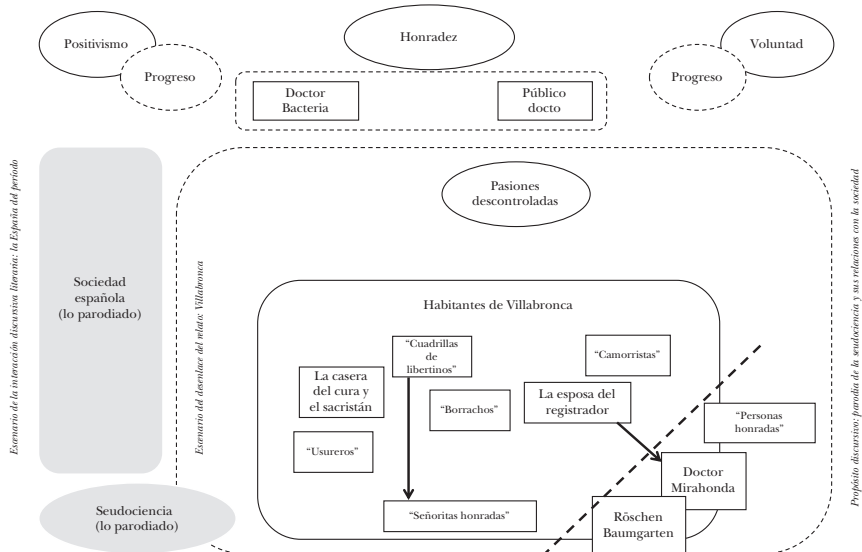 Positivismo
Progreso
Honradez
Progreso
Voluntad
Doctor
Bacteria
Público
docto
Escenario de la interacción discursiva literaria: la España del período
Sociedad
española
(lo parodiado)
Seudociencia
(lo parodiado)
Escenario del desenlace del relato: Villabronca
Pasiones
descontroladas
Habitantes de Villabronca
“Cuadrillas
de
libertinos”
“Camorristas”
La casera
del cura y
el sacristán
“Borrachos”
La esposa del
registrador
“Personas
honradas”
“Usureros”
Doctor
Mirahonda
“Señoritas honradas”
Röschen
Baumgarten
Propósito discursivo: parodia de la seudociencia y sus relaciones con la sociedad